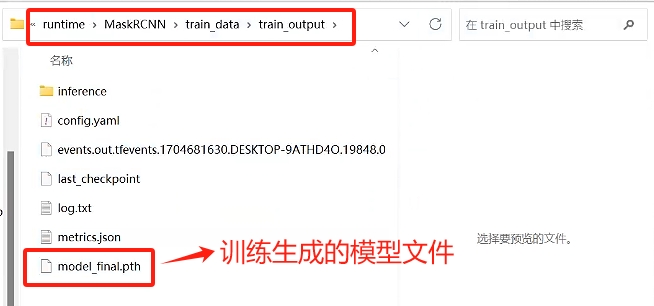 « runtime > MaskRCNN > train_data > train_output >
在 train_output 中搜索
名称
inference
config.yaml
events.out.tfevents.1704681630.DESKTOP-9ATHD4O.19848.0
last_checkpoint
log.txt
metrics.json
选择要预览的文件。
model_final.pth
训练生成的模型文件